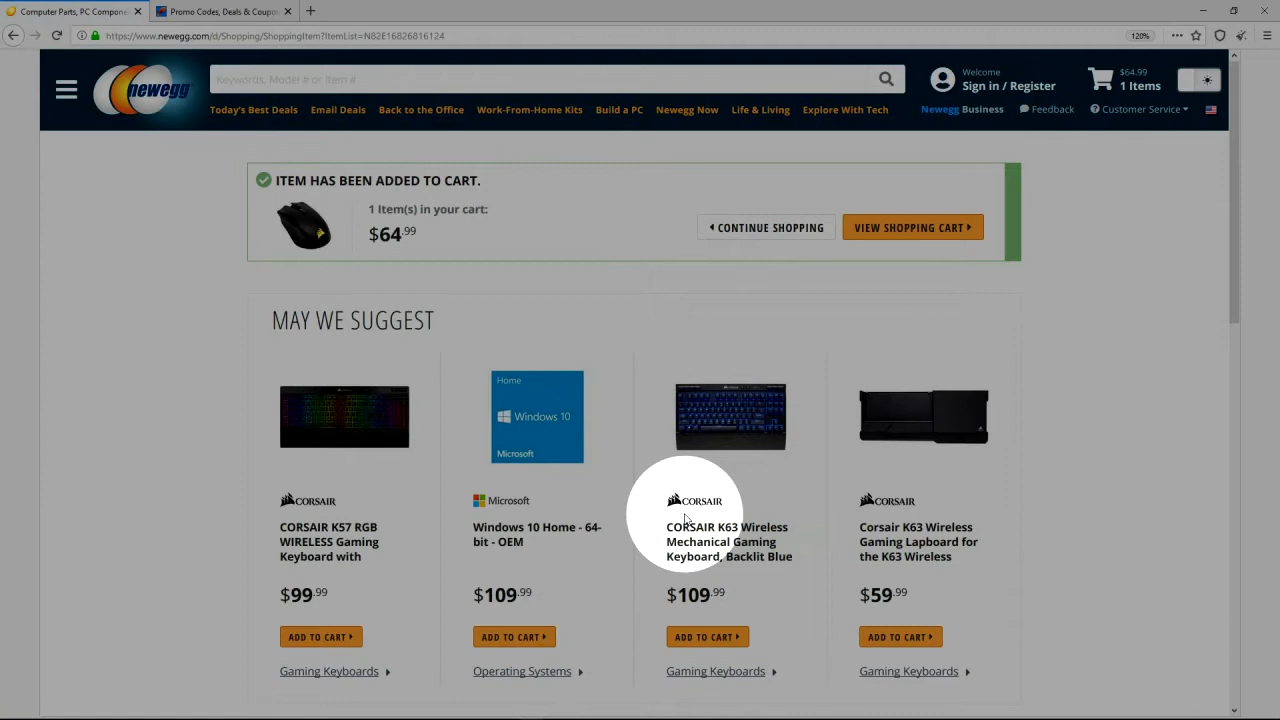 Computer Parts, PC Componen
Promo Codes, Deals & Coupon
https://www.newegg.com/d/Shopping/ShoppingItem?ItemList=N82E16826816124
120%
newegg
Keywords, Model # or Item #
Welcome
Sign in / Register
$64.99
1 Items
Today's Best Deals
Email Deals
Back to the Office
Work-From-Home Kits
Build a PC
Newegg Now
Life & Living
Explore With Tech
Newegg Business
Feedback
Customer Service
ITEM HAS BEEN ADDED TO CART.
1 Item(s) in your cart:
$64.99
CONTINUE SHOPPING
VIEW SHOPPING CART
MAY WE SUGGEST
Home
Windows 10
Microsoft
CORSAIR
Microsoft
CORSAIR
CORSAIR
CORSAIR K57 RGB
WIRELESS Gaming
Keyboard with
Windows 10 Home - 64-
bit - OEM
CORSAIR K63 Wireless
Mechanical Gaming
Keyboard, Backlit Blue
Corsair K63 Wireless
Gaming Lapboard for
the K63 Wireless
$99.99
$109.99
$109.99
$59.99
ADD TO CART
ADD TO CART
ADD TO CART
ADD TO CART
Gaming Keyboards
Operating Systems
Gaming Keyboards
Gaming Keyboards